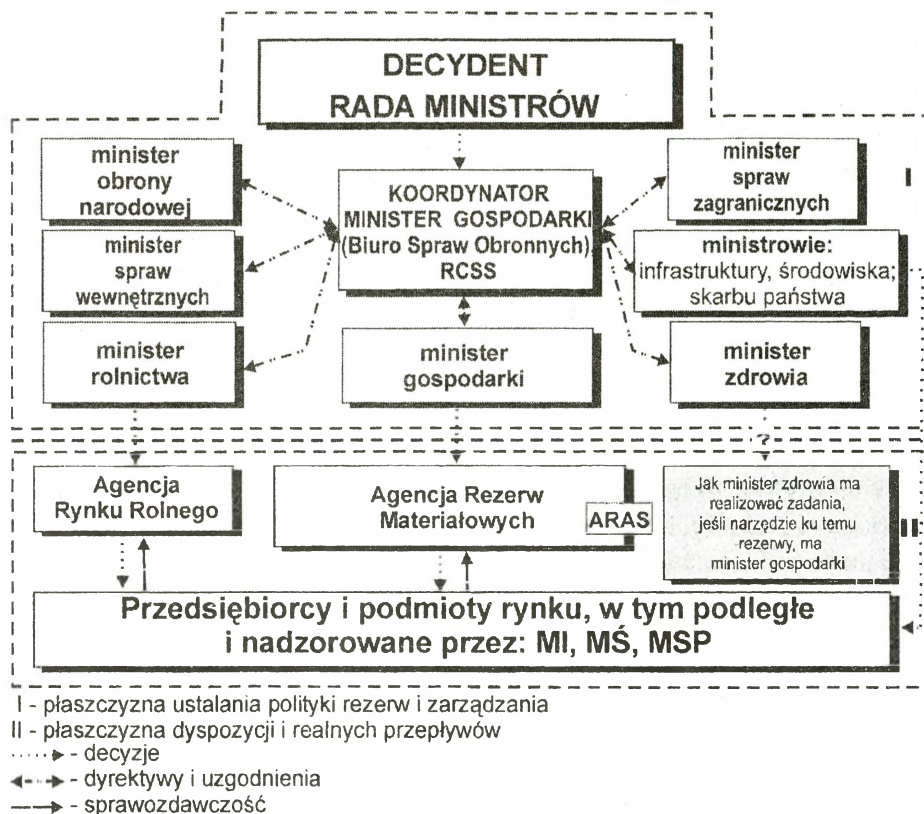 DECYDENT
RADA MINISTRÓW
minister
obrony
narodowej
KOORDYNATOR
MINISTER GOSPODARKI
(Biuro Spraw Obronnych)
RCSS
minister
spraw
zagranicznych
I
minister
spraw
wewnętrznych
ministrowie:
infrastruktury, środowiska;
skarbu państwa
minister
rolnictwa
minister
gospodarki
minister
zdrowia
?
Agencja
Rynku Rolnego
Agencja Rezerw
Materiałowych
ARAS
Jak minister zdrowia ma
realizować zadania,
jeśli narzędzie ku temu
-rezerwy, ma
minister gospodarki
II
Przedsiębiorcy i podmioty rynku, w tym podległe
i nadzorowane przez: MI, MŚ, MSP
I - płaszczyzna ustalania polityki rezerw i zarządzania
II - płaszczyzna dyspozycji i realnych przepływów
- decyzje
- dyrektywy i uzgodnienia
- sprawozdawczość